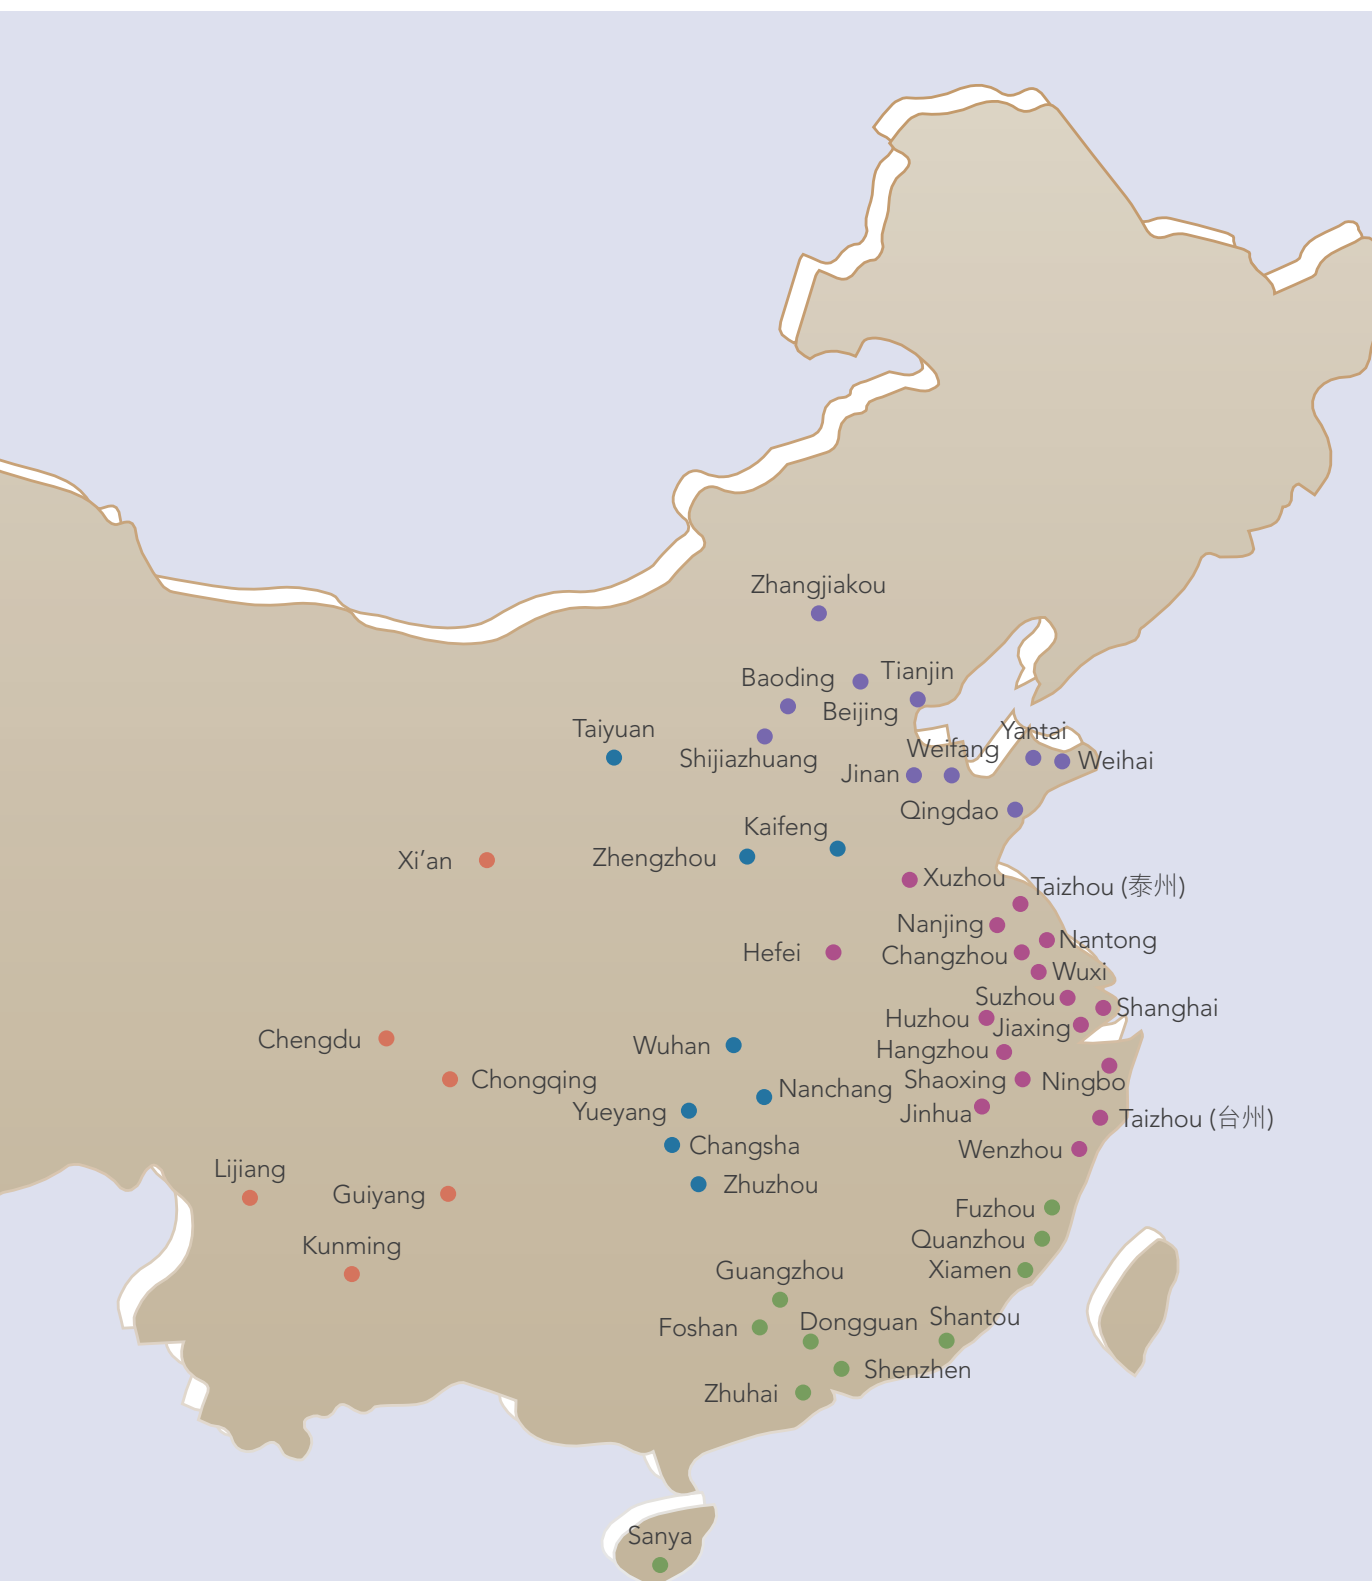 Zhangjiakou
Tianjin
Baoding
Beijing
Taiyuan
Yantai
Weifang
Shijiazhuang
Weihai
Jinan
Qingdao
Kaifeng
Zhengzhou
Xi’an
Xuzhou
Taizhou (泰州)
Nanjing
Nantong
Hefei
Changzhou
Wuxi
Suzhou
Shanghai
Huzhou
Jiaxing
Chengdu
Wuhan
Hangzhou
Chongqing
Shaoxing
Ningbo
Nanchang
Yueyang
Jinhua
Taizhou (台州)
Changsha
Wenzhou
Lijiang
Zhuzhou
Guiyang
Fuzhou
Quanzhou
Kunming
Xiamen
Guangzhou
Shantou
Dongguan
Foshan
Shenzhen
Zhuhai
Sanya